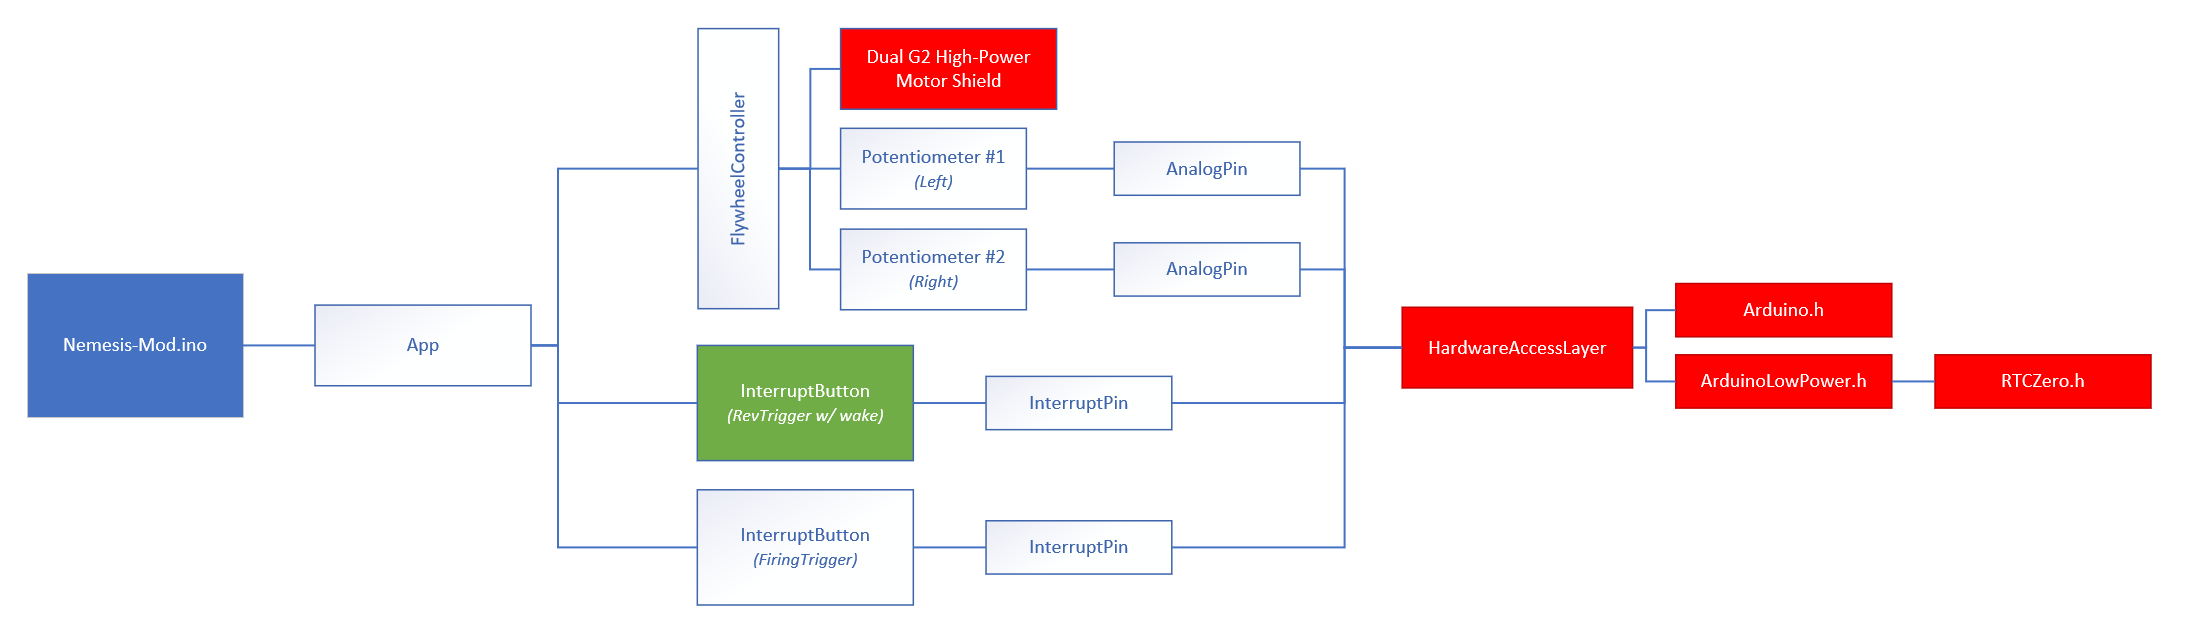 Nemesis-Mod.ino
App
FlywheelController
Dual G2 High-Power
Motor Shield
Potentiometer #1
(Left)
AnalogPin
Potentiometer #2
(Right)
AnalogPin
InterruptButton
(RevTrigger w/ wake)
InterruptPin
InterruptButton
(FiringTrigger)
InterruptPin
HardwareAccessLayer
Arduino.h
ArduinoLowPower.h
RTCZero.h